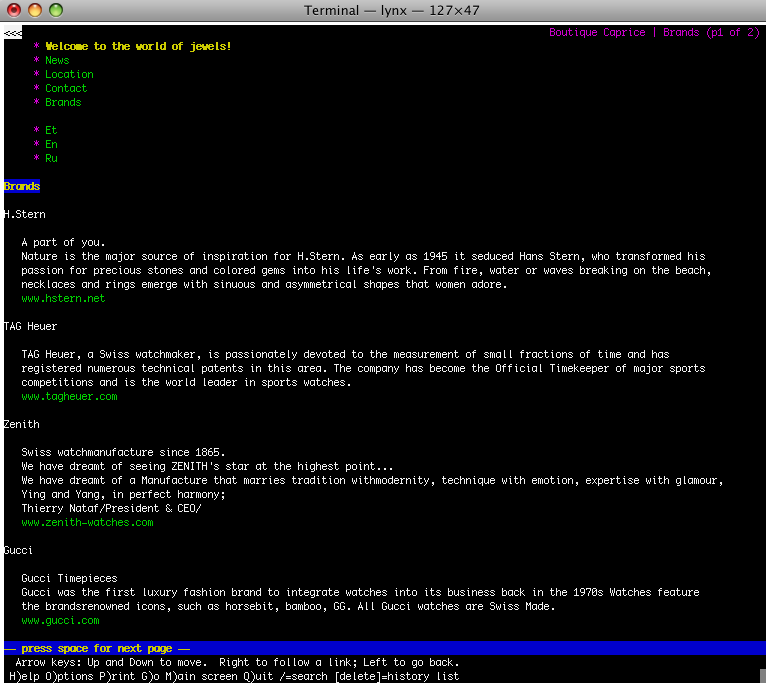 Terminal — lynx — 127×47
<<<
Boutique Caprice | Brands (p1 of 2)
* Welcome to the world of jewels!
* News
* Location
* Contact
* Brands
* Et
* En
* Ru
Brands
H.Stern
A part of you.
Nature is the major source of inspiration for H.Stern. As early as 1945 it seduced Hans Stern, who transformed his
passion for precious stones and colored gems into his life's work. From fire, water or waves breaking on the beach,
necklaces and rings emerge with sinuous and asymmetrical shapes that women adore.
www.hstern.net
TAG Heuer
TAG Heuer, a Swiss watchmaker, is passionately devoted to the measurement of small fractions of time and has
registered numerous technical patents in this area. The company has become the Official Timekeeper of major sports
competitions and is the world leader in sports watches.
www.tagheuer.com
Zenith
Swiss watchmanufacture since 1865.
We have dreamt of seeing ZENITH's star at the highest point...
We have dreamt of a Manufacture that marries tradition withmodernity, technique with emotion, expertise with glamour,
Ying and Yang, in perfect harmony;
Thierry Nataf/President & CEO/
www.zenith-watches.com
Gucci
Gucci Timepieces
Gucci was the first luxury fashion brand to integrate watches into its business back in the 1970s Watches feature
the brandsrenowned icons, such as horsebit, bamboo, GG. All Gucci watches are Swiss Made.
www.gucci.com
-- press space for next page --
Arrow keys: Up and Down to move. Right to follow a link; Left to go back.
H)elp O)ptions P)rint G)o M)ain screen Q)uit /=search [delete]=history list